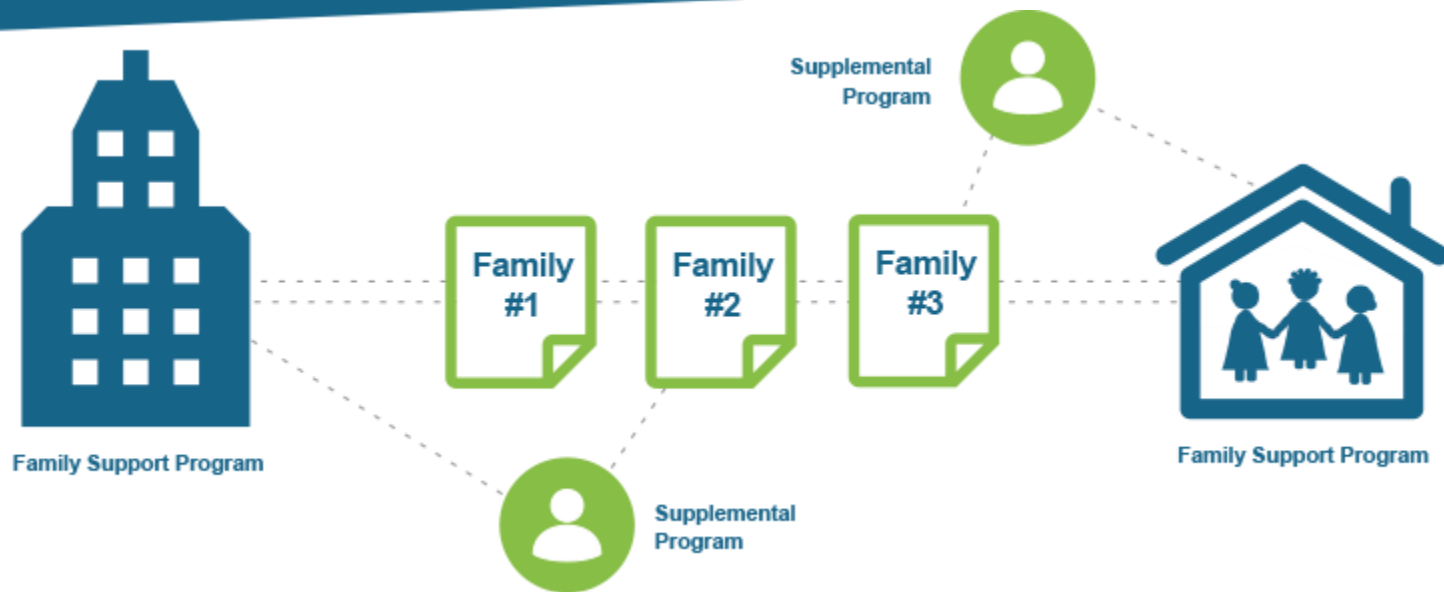 Supplemental
Program
Family
#1
Family
#2
Family
#3
Family Support Program
Family Support Program
Supplemental
Program